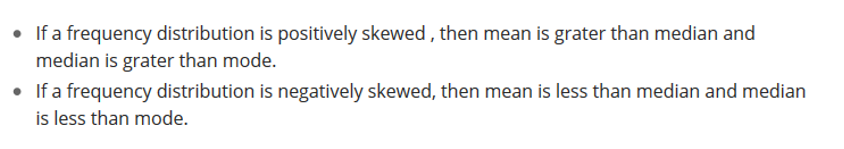 • If a frequency distribution is positively skewed , then mean is grater than median and
median is grater than mode.
• If a frequency distribution is negatively skewed, then mean is less than median and median
is less than mode.